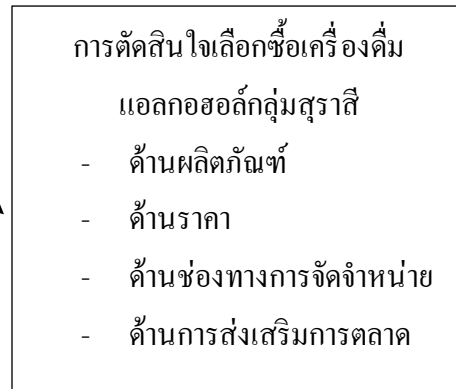 การตัดสินใจเลือกซื้อเครื่องดื่ม
แอลกอฮอล์กลุ่มสุราสี
- ด้านผลิตภัณฑ์
- ด้านราคา
- ด้านช่องทางการจัดจำหน่าย
- ด้านการส่งเสริมการตลาด